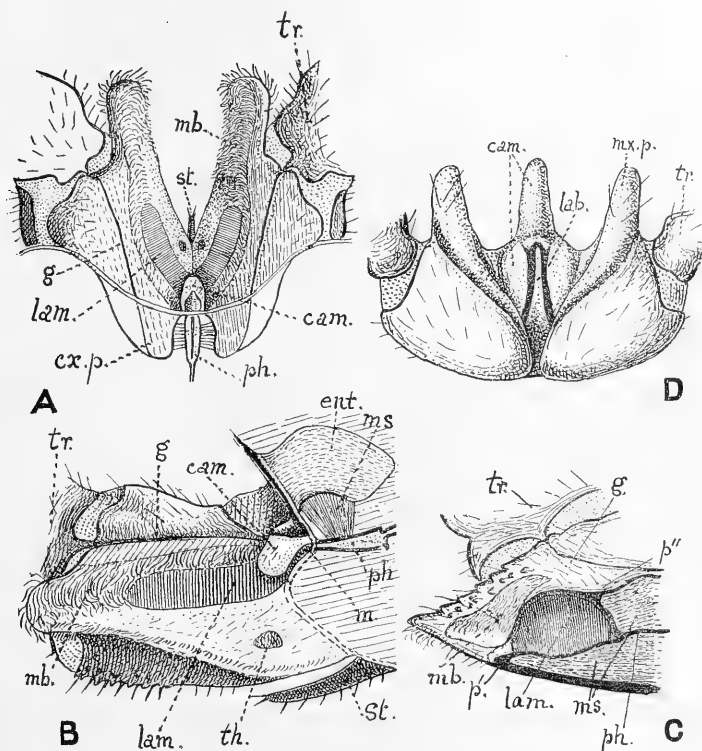 tr.
mb.
st.
g
lam.
cx.p.
cam.
ph.
A
cam.
mx.p.
lab.
tr.
D
ent.
ms
tr.
g
cam.
ph
m.
mb.
lam.
th.
St.
B
tr.
g.
p"
mb.
p.
lam.
ms.
ph.
C